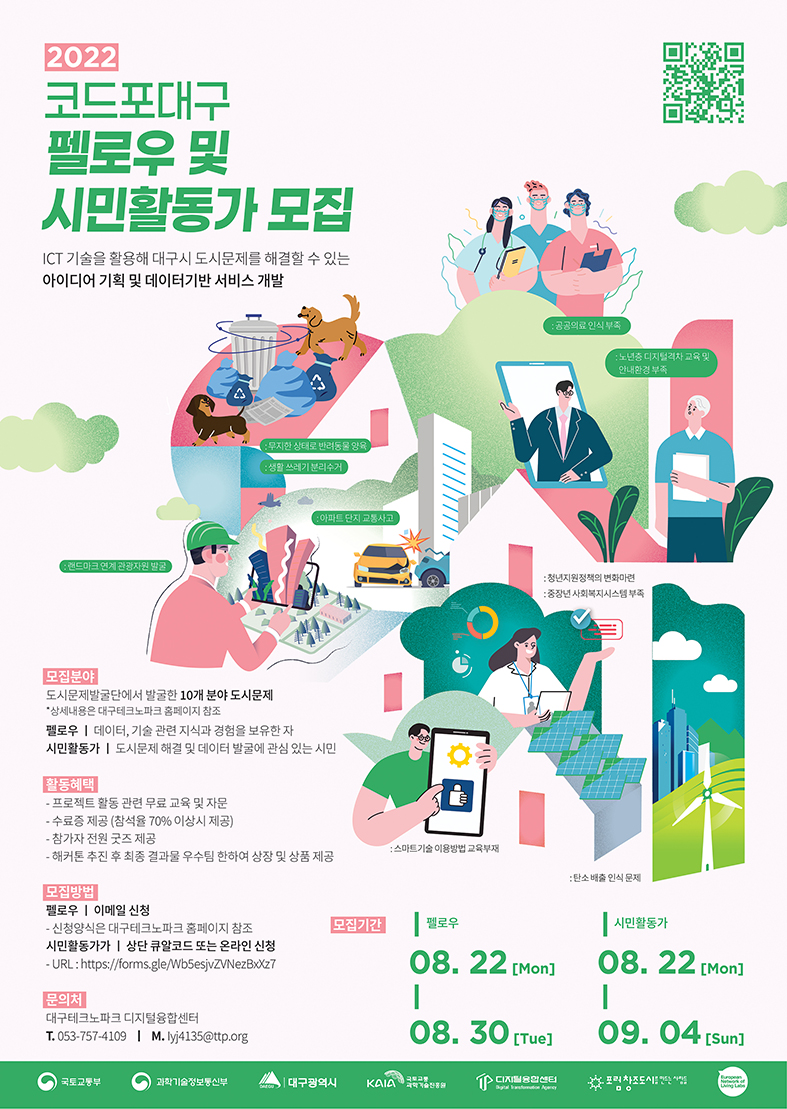 2022
코드포대구
펠로우 및
시민활동가 모집
ICT 기술을 활용해 대구시 도시문제를 해결할 수 있는
아이디어 기획 및 데이터기반 서비스 개발
: 공공의료 인식 부족
: 노년층 디지털격차 교육 및
안내환경 부족
: 무지한 상태로 반려동물 양육
: 생활 쓰레기 분리수거
: 아파트 단지 교통사고
: 랜드마크 연계 관광자원 발굴
: 청년지원정책의 변화마련
: 중장년 사회복지시스템 부족
: 스마트기술 이용방법 교육부재
: 탄소 배출 인식 문제
모집분야
도시문제발굴단에서 발굴한 10개 분야 도시문제
*상세내용은 대구테크노파크 홈페이지 참조
펠로우 ㅣ 데이터, 기술 관련 지식과 경험을 보유한 자
시민활동가 ㅣ 도시문제 해결 및 데이터 발굴에 관심 있는 시민
활동혜택
- 프로젝트 활동 관련 무료 교육 및 자문
- 수료증 제공 (참석율 70% 이상시 제공)
- 참가자 전원 굿즈 제공
- 해커톤 추진 후 최종 결과물 우수팀 한하여 상장 및 상품 제공
모집방법
펠로우 ㅣ 이메일 신청
- 신청양식은 대구테크노파크 홈페이지 참조
시민활동가가 ㅣ 상단 큐알코드 또는 온라인 신청
- URL : https://forms.gle/Wb5esjvZVNezBxXz7
문의처
대구테크노파크 디지털융합센터
T. 053-757-4109 ㅣ M. lyj4135@ttp.org
모집기간
펠로우
08. 22 [Mon]
08. 30 [Tue]
시민활동가
08. 22 [Mon]
09. 04 [Sun]
국토교통부
과학기술정보통신부
DAEGU 대구광역시
KAIA 국토교통
과학기술진흥원
디지털융합센터
Digital Transformation Agency
포럼창조도시를만드는 사람들
European
Network of
Living Labs